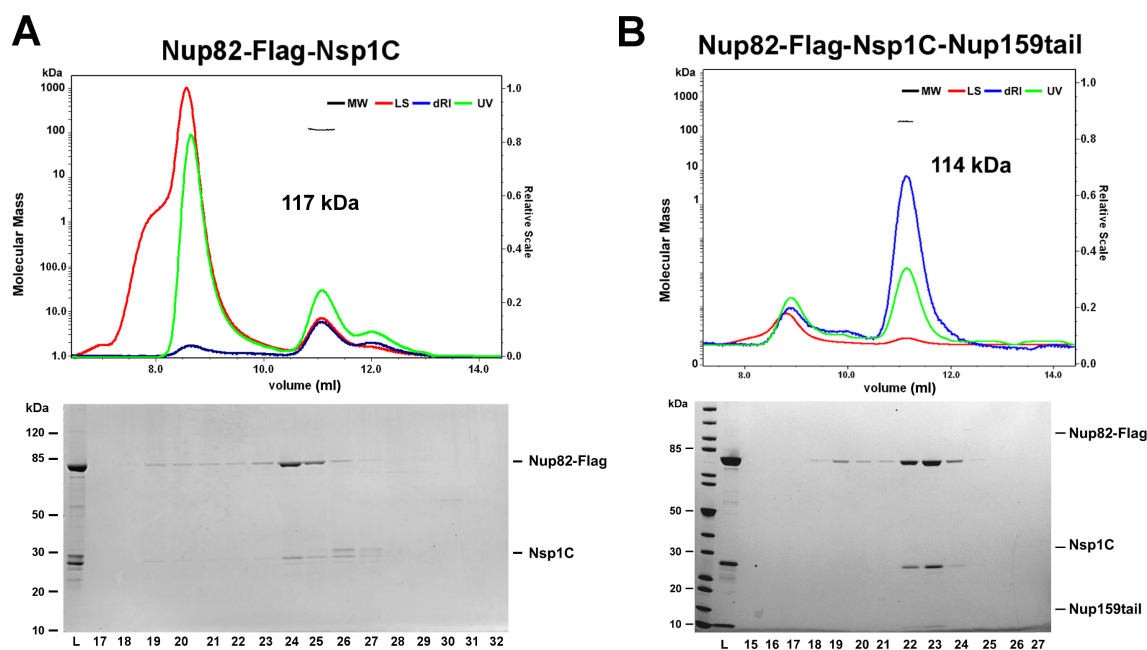 A
Nup82-Flag-Nsp1C
kDa
1000
100
10
1
100.0
10.0
1.0
Molecular Mass
MW LS dRI UV
117 kDa
1.0
0.8
0.6
0.4
0.2
0.0
Relative Scale
8.0 10.0 12.0 14.0
volume (ml)
kDa
120
85
50
30
20
10
Nup82-Flag
Nsp1C
L 17 18 19 20 21 22 23 24 25 26 27 28 29 30 31 32
B
Nup82-Flag-Nsp1C-Nup159tail
kDa
1000
100
10
1
0
Molecular Mass
MW LS dRI UV
114 kDa
1.0
0.8
0.6
0.4
0.2
0.0
Relative Scale
8.0 10.0 12.0 14.0
volume (ml)
kDa
85
50
30
20
10
Nup82-Flag
Nsp1C
Nup159tail
L 15 16 17 18 19 20 21 22 23 24 25 26 27